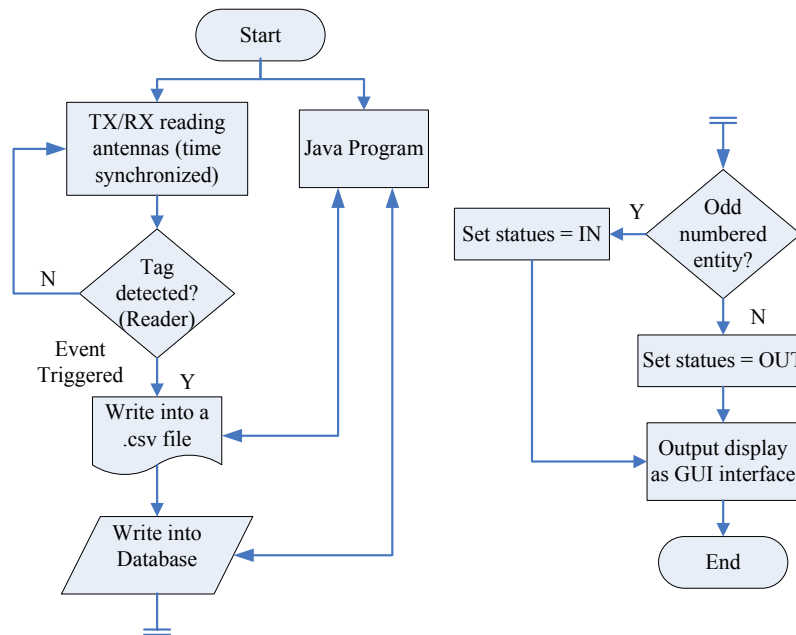 Start
TX/RX reading
antennas (time
synchronized)
Java Program
N
Tag
detected?
(Reader)
Event
Triggered
Y
Write into a
.csv file
Write into
Database
Odd
numbered
entity?
Y
Set statues = IN
N
Set statues = OUT
Output display
as GUI interface
End